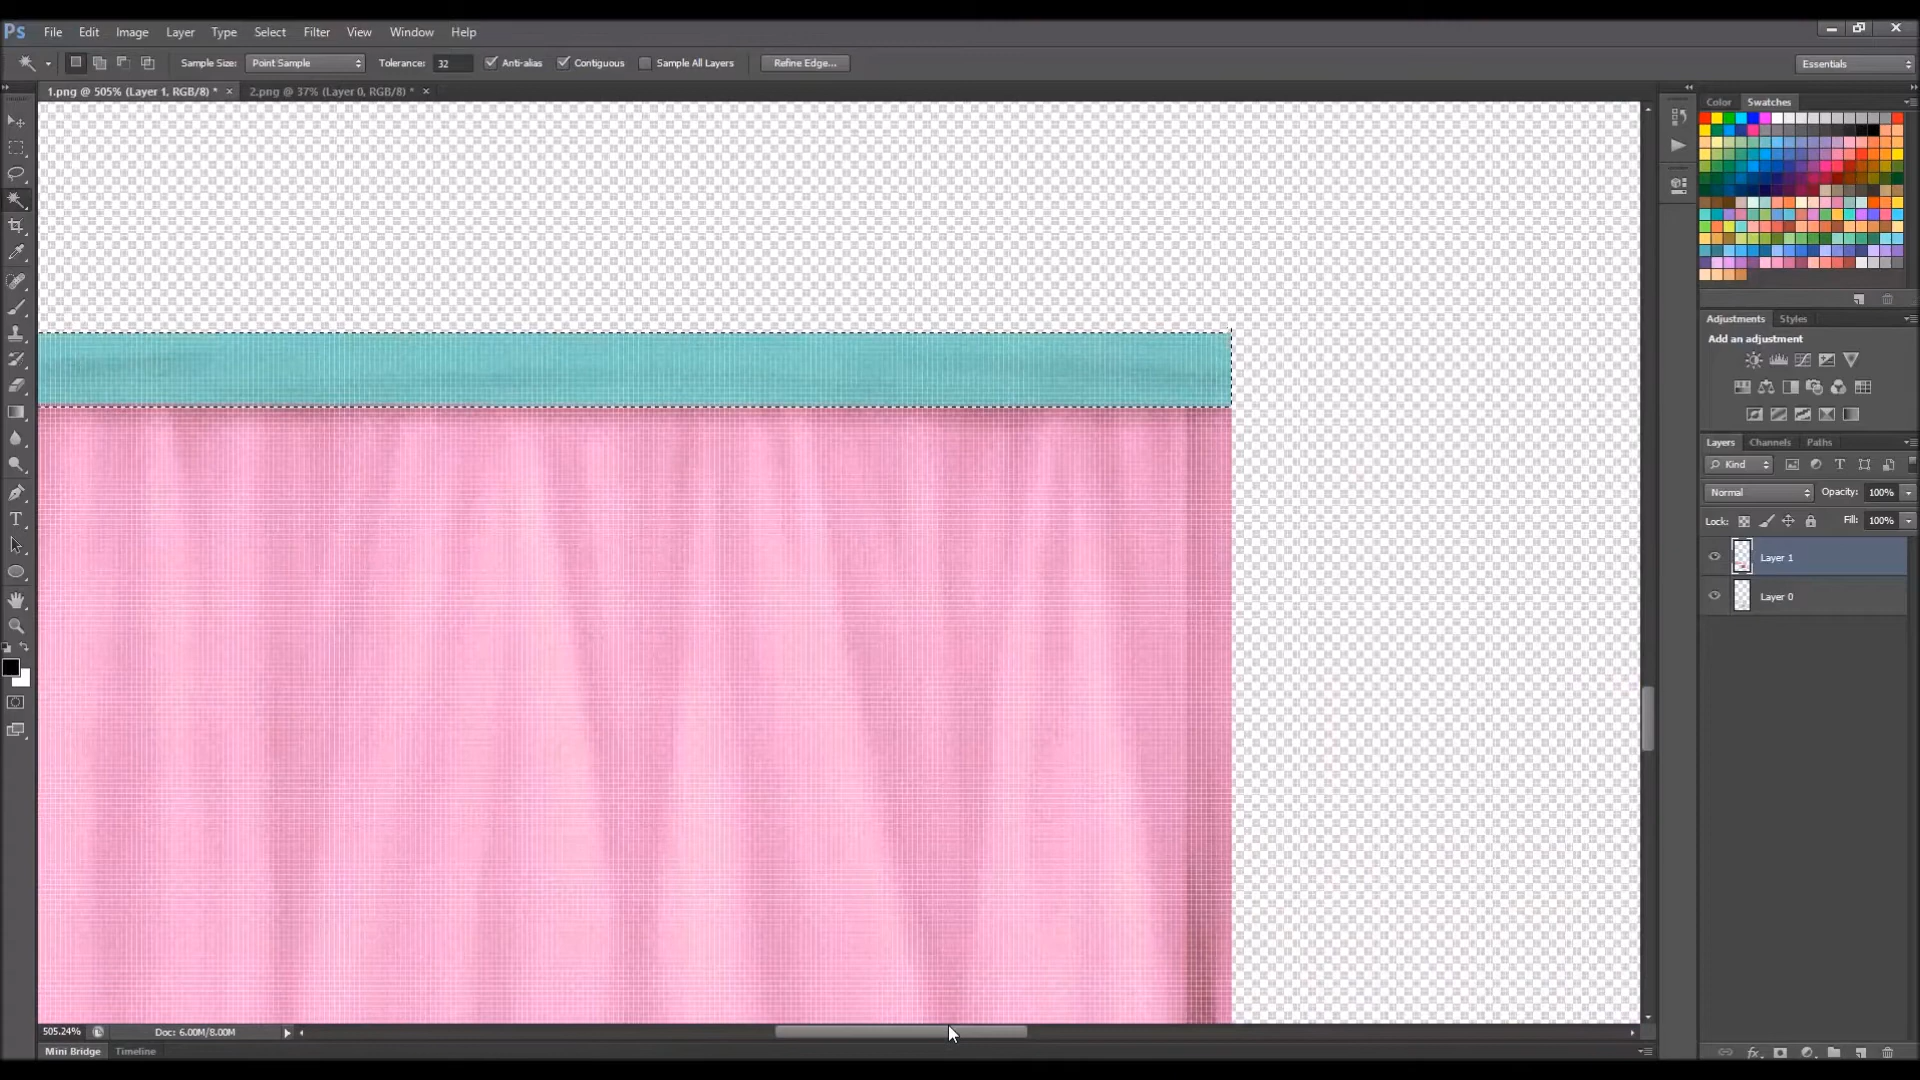 Ps File Edit Image Layer Type Select Filter View Window Help
Sample Size: Point Sample Tolerance: 32 Anti-alias Contiguous Sample All Layers Refine Edge... Essentials
1.png @ 505% (Layer 1, RGB/8) * × 2.png @ 37% (Layer 0, RGB/8) * ×
Color Swatches
Adjustments Styles
Add an adjustment
Layers Channels Paths
Kind
Normal Opacity: 100%
Lock: Fill: 100%
Layer 1
Layer 0
505.24% Doc: 6.00M/8.00M
Mini Bridge Timeline